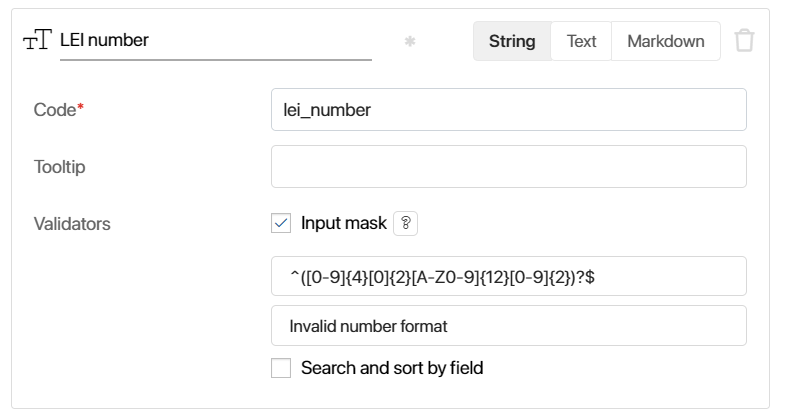 TT LEI number * String Text Markdown
Code* lei_number
Tooltip
Validators Input mask ?
^([0-9]{4}[0]{2}[A-Z0-9]{12}[0-9]{2})?$
Invalid number format
Search and sort by field